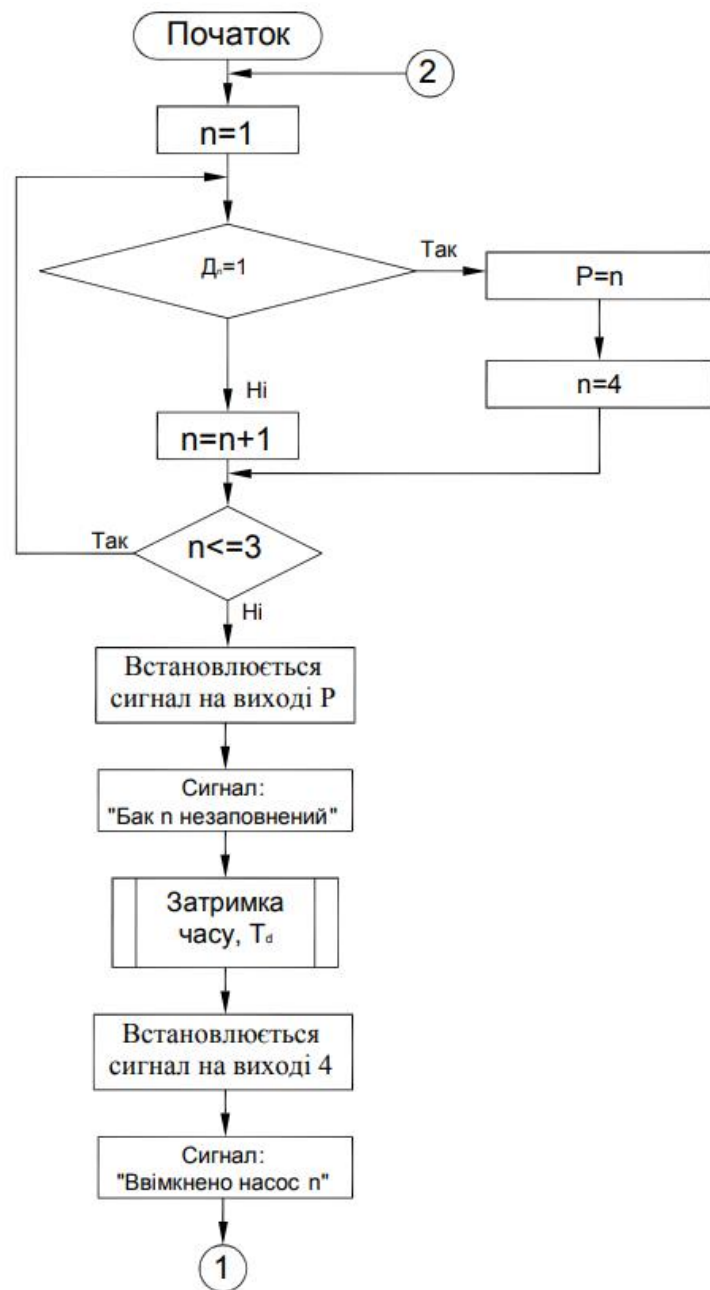 Початок
2
n=1
Дₙ=1
Так
P=n
n=4
Ні
n=n+1
n<=3
Так
Ні
Встановлюється
сигнал на виході P
Сигнал:
"Бак n незаповнений"
Затримка
часу, Td
Встановлюється
сигнал на виході 4
Сигнал:
"Ввімкнено насос n"
1